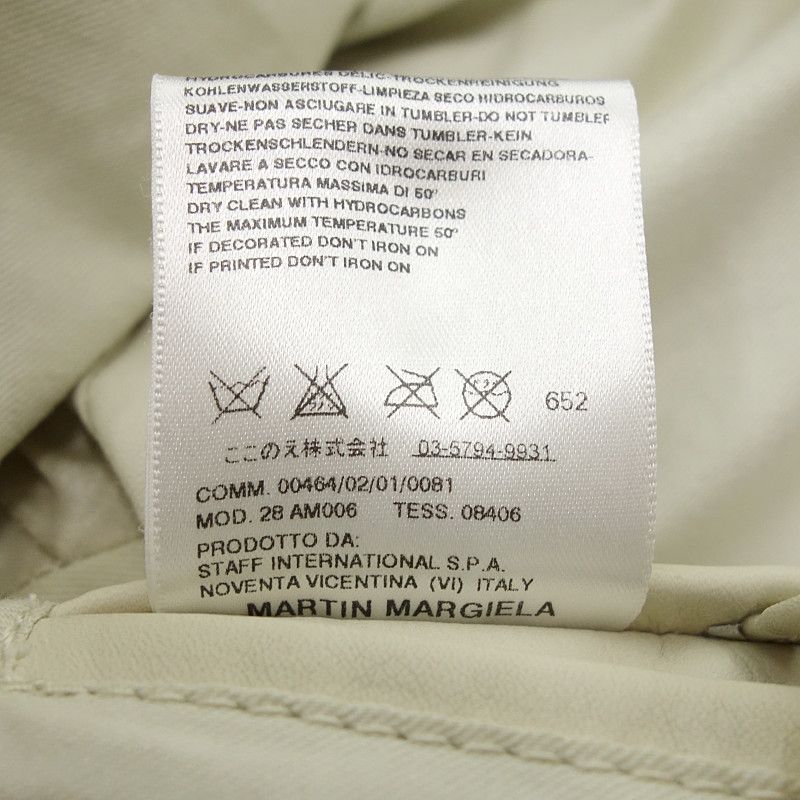 HYDROCARBURES DELIC-TROCKENREINIGUNG
KOHLENWASSERSTOFF-LIMPIEZA SECO HIDROCARBUROS
SUAVE-NON ASCIUGARE IN TUMBLER-DO NOT TUMBLER
DRY-NE PAS SECHER DANS TUMBLER-KEIN
TROCKENSCHLENDERN-NO SECAR EN SECADORA-
LAVARE A SECCO CON IDROCARBURI
TEMPERATURA MASSIMA DI 50°
DRY CLEAN WITH HYDROCARBONS
THE MAXIMUM TEMPERATURE 50°
IF DECORATED DON'T IRON ON
IF PRINTED DON'T IRON ON
652
ここのえ株式会社 03-5794-9931
COMM. 00464/02/01/0081
MOD. 28 AM006 TESS. 08406
PRODOTTO DA:
STAFF INTERNATIONAL S.P.A.
NOVENTA VICENTINA (VI) ITALY
MARTIN MARGIELA